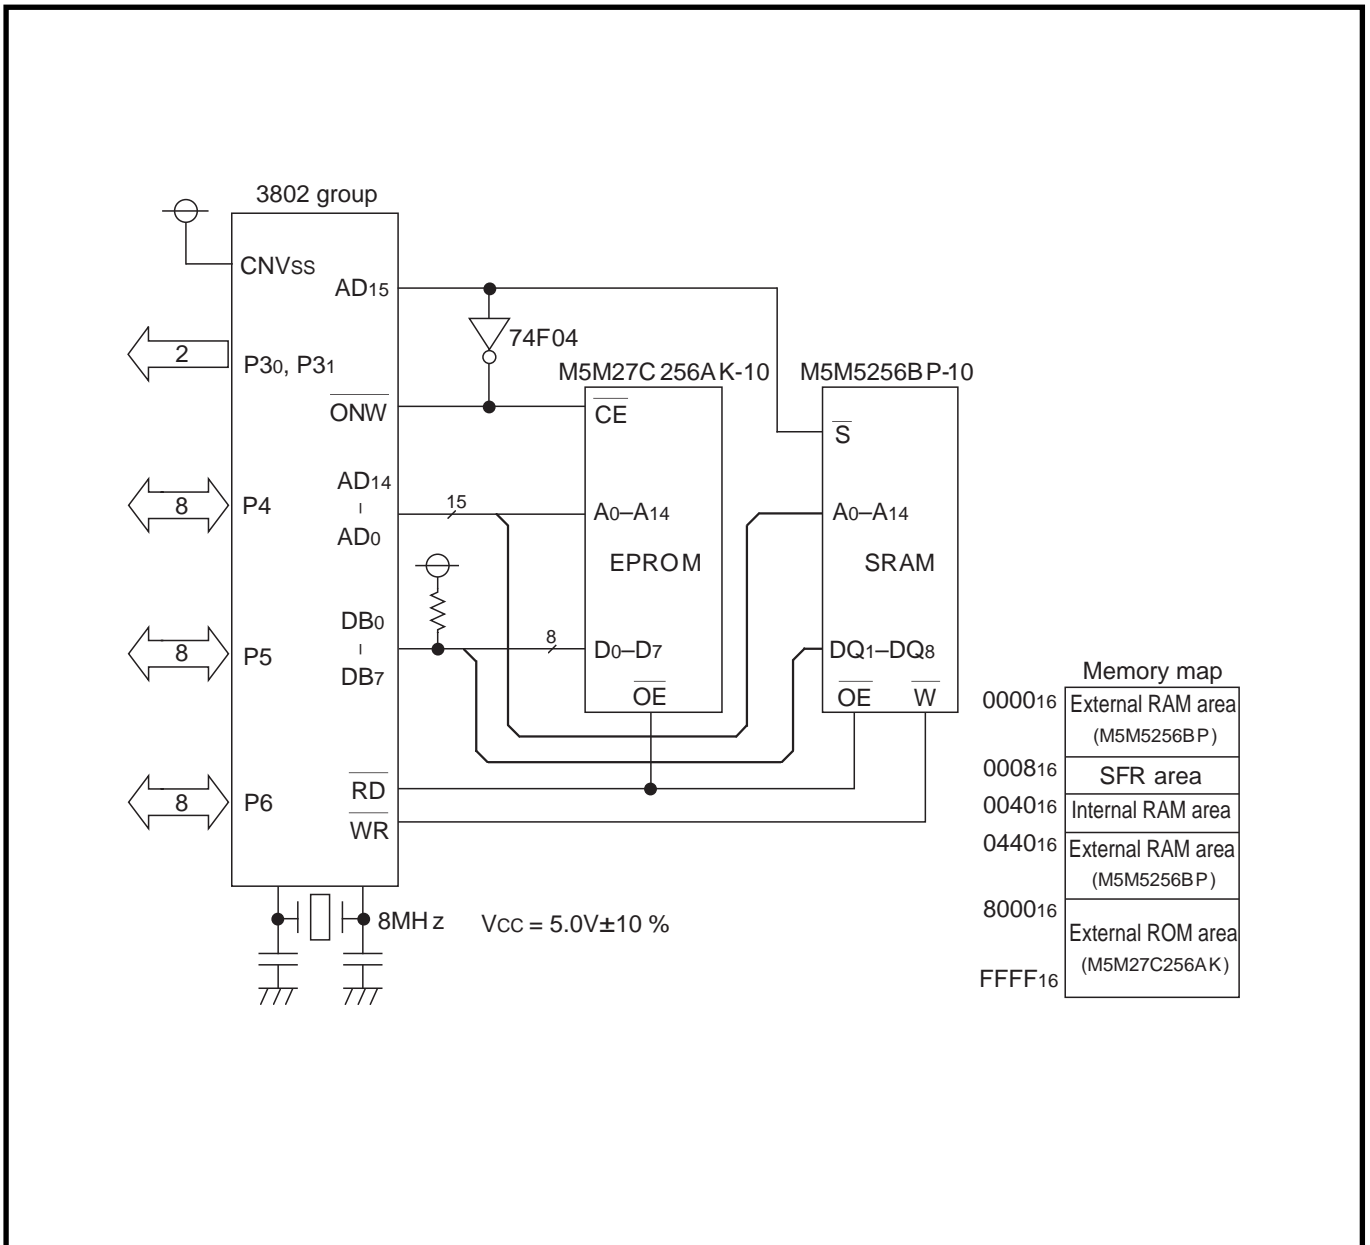 3802 group
CNVSS
AD15
74F04
2
P30, P31
M5M27C256AK-10
M5M5256BP-10
ONW
CE
S
AD14
8
P4
15
A0–A14
A0–A14
AD0
EPROM
SRAM
DB0
8
P5
8
D0–D7
DQ1–DQ8
DB7
OE
OE
W
8
P6
RD
WR
8MHz
VCC = 5.0V±10 %
Memory map
000016
External RAM area
(M5M5256BP)
000816
SFR area
004016
Internal RAM area
044016
External RAM area
(M5M5256BP)
800016
External ROM area
(M5M27C256AK)
FFFF16